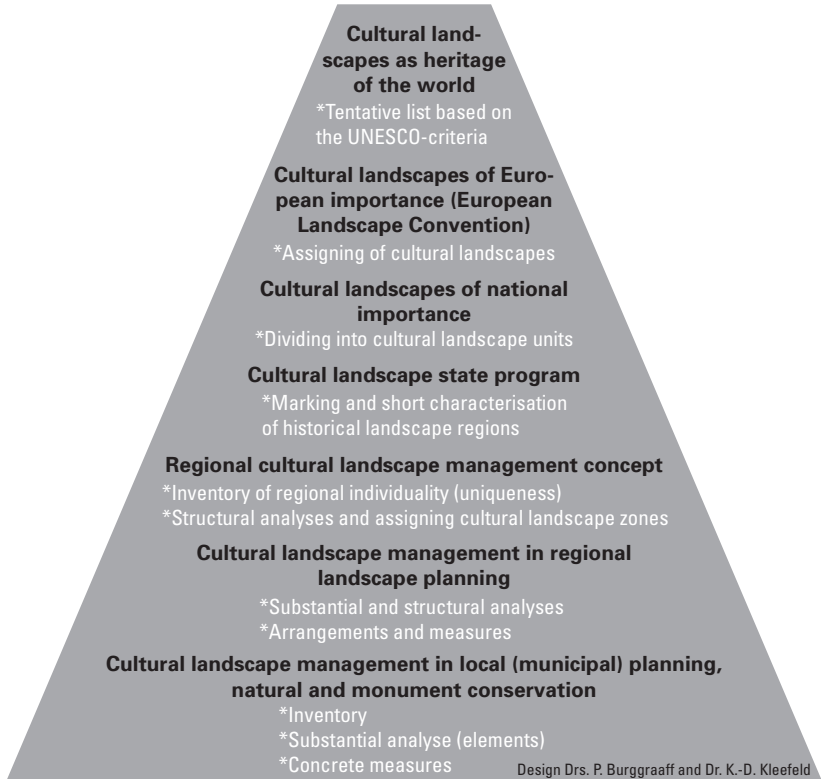 Cultural land-
scapes as heritage
of the world
*Tentative list based on
the UNESCO-criteria
Cultural landscapes of Euro-
pean importance (European
Landscape Convention)
*Assigning of cultural landscapes
Cultural landscapes of national
importance
*Dividing into cultural landscape units
Cultural landscape state program
*Marking and short characterisation
of historical landscape regions
Regional cultural landscape management concept
*Inventory of regional individuality (uniqueness)
*Structural analyses and assigning cultural landscape zones
Cultural landscape management in regional
landscape planning
*Substantial and structural analyses
*Arrangements and measures
Cultural landscape management in local (municipal) planning,
natural and monument conservation
*Inventory
*Substantial analyse (elements)
*Concrete measures
Design Drs. P. Burggraaff and Dr. K.-D. Kleefeld